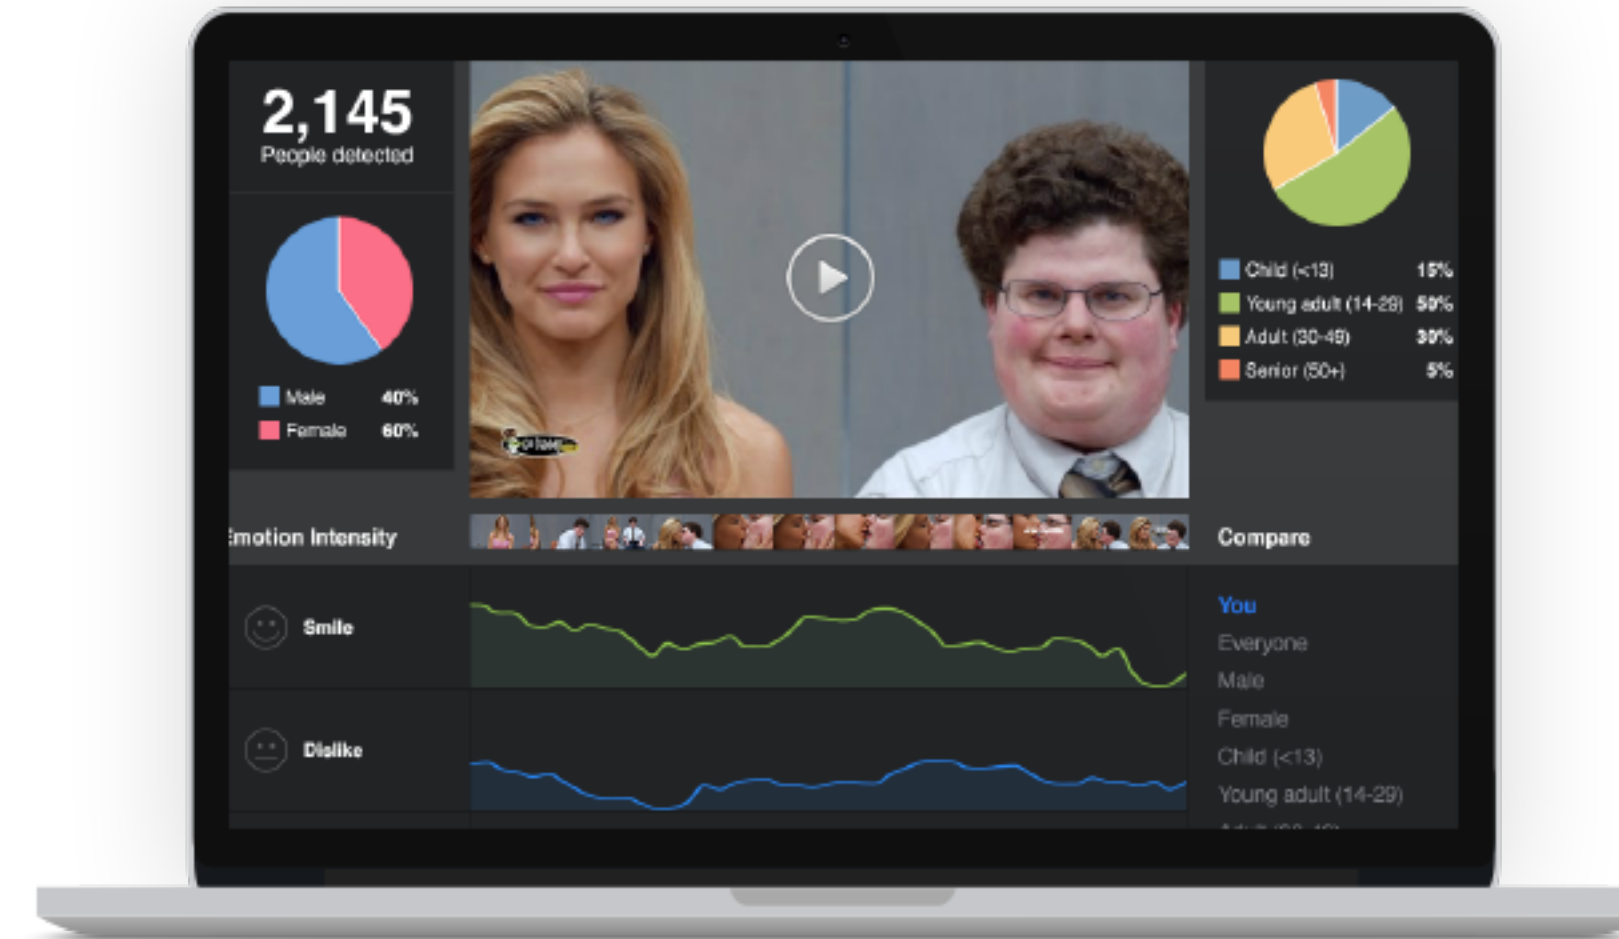 2,145
People detected
Male 40%
Female 60%
Child (<13) 15%
Young adult (14-29) 50%
Adult (30-49) 30%
Senior (50+) 5%
Emotion Intensity
Compare
Smile
Dislike
You
Everyone
Male
Female
Child (<13)
Young adult (14-29)